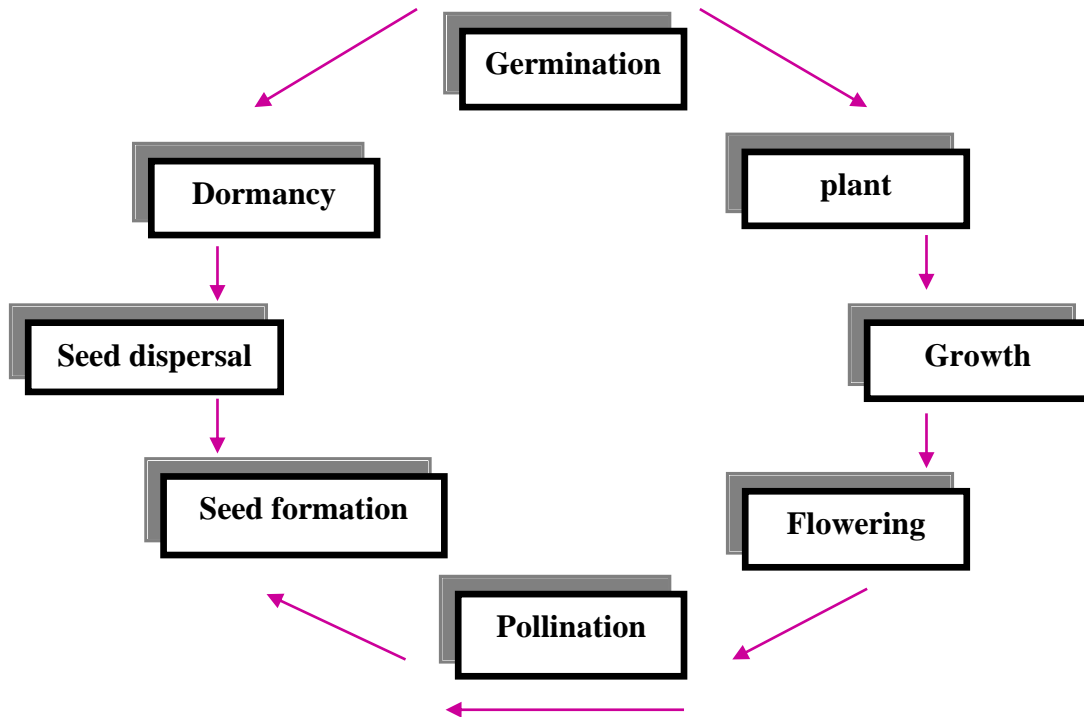 Germination
Dormancy
plant
Seed dispersal
Growth
Seed formation
Flowering
Pollination